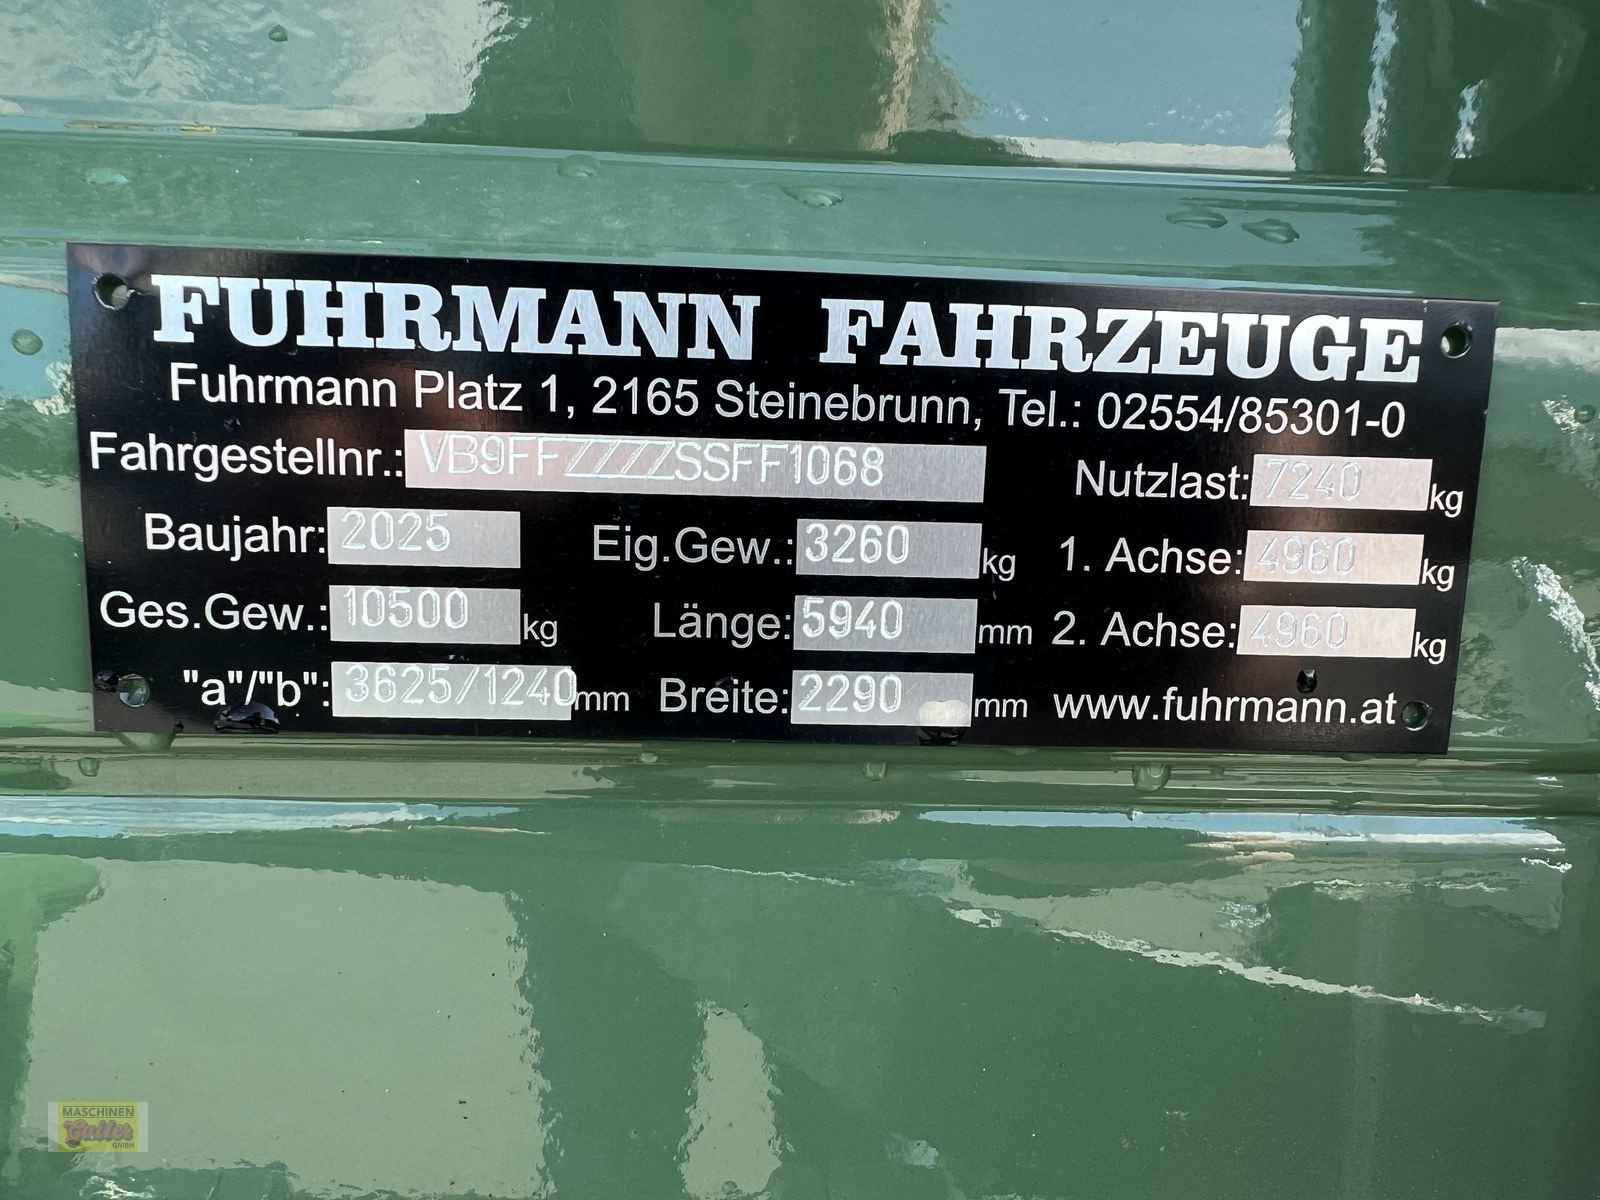 FUHRMANN FAHRZEUGE
Fuhrmann Platz 1, 2165 Steinebrunn, Tel.: 02554/85301-0
Fahrgestellnr.: VB9FFZZZZSSFF1068 Nutzlast: 7240 kg
Baujahr: 2025 Eig.Gew.: 3260 kg 1. Achse: 4960 kg
Ges.Gew.: 10500 kg Länge: 5940 mm 2. Achse: 4960 kg
"a"/"b": 3625/1240 mm Breite: 2290 mm www.fuhrmann.at
MASCHINEN
Gailer
GMBH